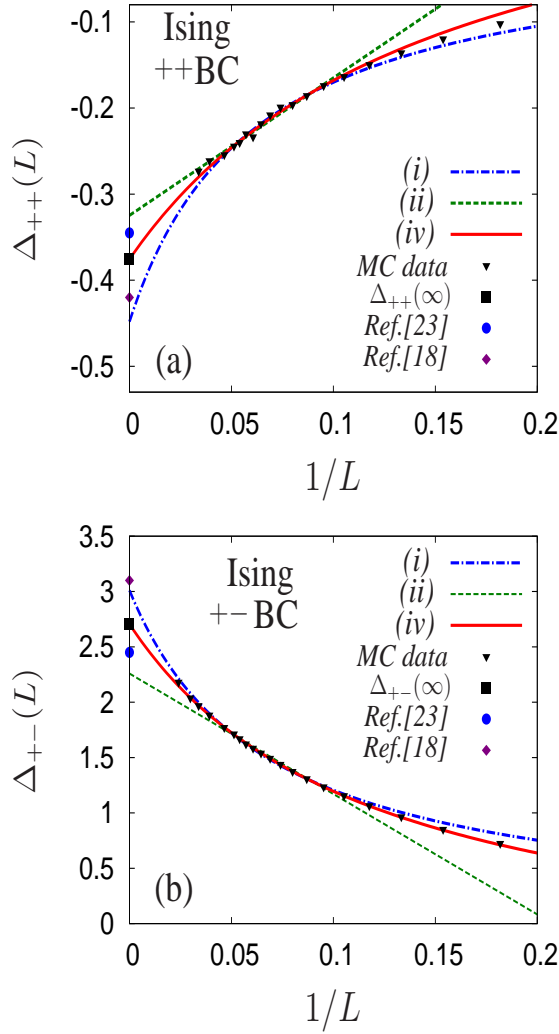 -0.1
-0.2
-0.3
-0.4
-0.5
Δ₊₊(L)
Ising
++BC
(i)
(ii)
(iv)
MC data
Δ₊₊(∞)
Ref.[23]
Ref.[18]
(a)
0 0.05 0.1 0.15 0.2
1/L
3.5
3
2.5
2
1.5
1
0.5
0
Δ₊₋(L)
Ising
+−BC
(i)
(ii)
(iv)
MC data
Δ₊₋(∞)
Ref.[23]
Ref.[18]
(b)
0 0.05 0.1 0.15 0.2
1/L